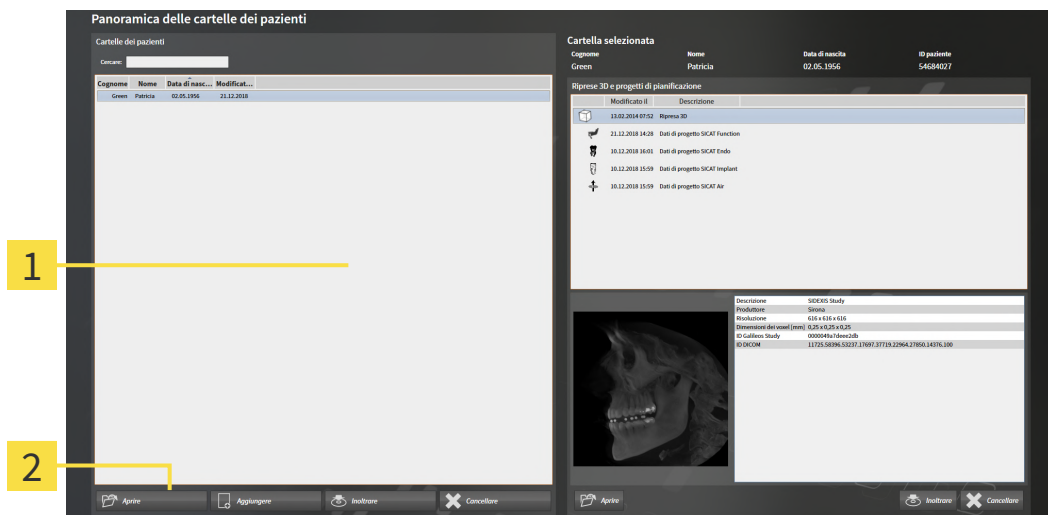 Panoramica delle cartelle dei pazienti
Cartelle dei pazienti
Cercare:
Cognome Nome Data di nasc... Modificat...
Green Patricia 02.05.1956 21.12.2018
1
2
Aprire Aggiungere Inoltrare Cancellare
Cartella selezionata
Cognome Nome Data di nascita ID paziente
Green Patricia 02.05.1956 54684027
Riprese 3D e progetti di pianificazione
Modificato il Descrizione
13.02.2014 07:52 Ripresa 3D
21.12.2018 14:28 Dati di progetto SICAT Function
10.12.2018 16:01 Dati di progetto SICAT Endo
10.12.2018 15:59 Dati di progetto SICAT Implant
10.12.2018 15:59 Dati di progetto SICAT Air
Descrizione SIDEXIS Study
Produttore Sirona
Risoluzione 616 x 616 x 616
Dimensioni dei voxel [mm] 0,25 x 0,25 x 0,25
ID Galileos Study 0000049a7deee2db
ID DICOM 11725.58396.53237.17697.37719.22964.27850.14376.100
Aprire Inoltrare Cancellare